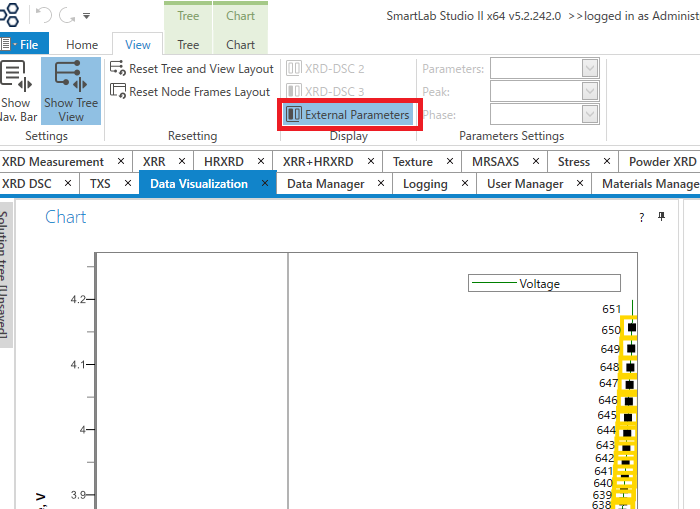 Tree Chart SmartLab Studio II x64 v5.2.242.0 >>logged in as Adminis
File Home View Tree Chart
Reset Tree and View Layout XRD-DSC 2 Parameters:
Reset Node Frames Layout XRD-DSC 3 Peak:
Show Nav. Bar Show Tree View External Parameters Phase:
Settings Resetting Display Parameters Settings
XRD Measurement × XRR × HRXRD × XRR+HRXRD × Texture × MRSAXS × Stress × Powder XRD
XRD DSC × TXS × Data Visualization × Data Manager × Logging × User Manager × Materials Manage
Solution tree [Unsaved]
Chart ?
Voltage
4.2
4.1
4
3.9
, V
651
650
649
648
647
646
645
644
643
642
641
640
639
638